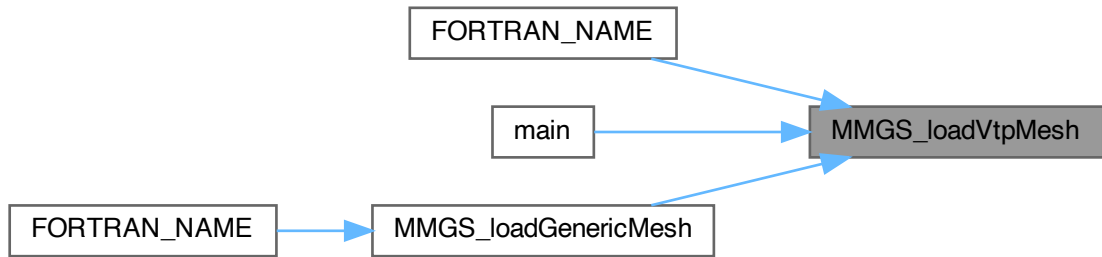 FORTRAN_NAME
main
MMGS_loadVtpMesh
FORTRAN_NAME
MMGS_loadGenericMesh